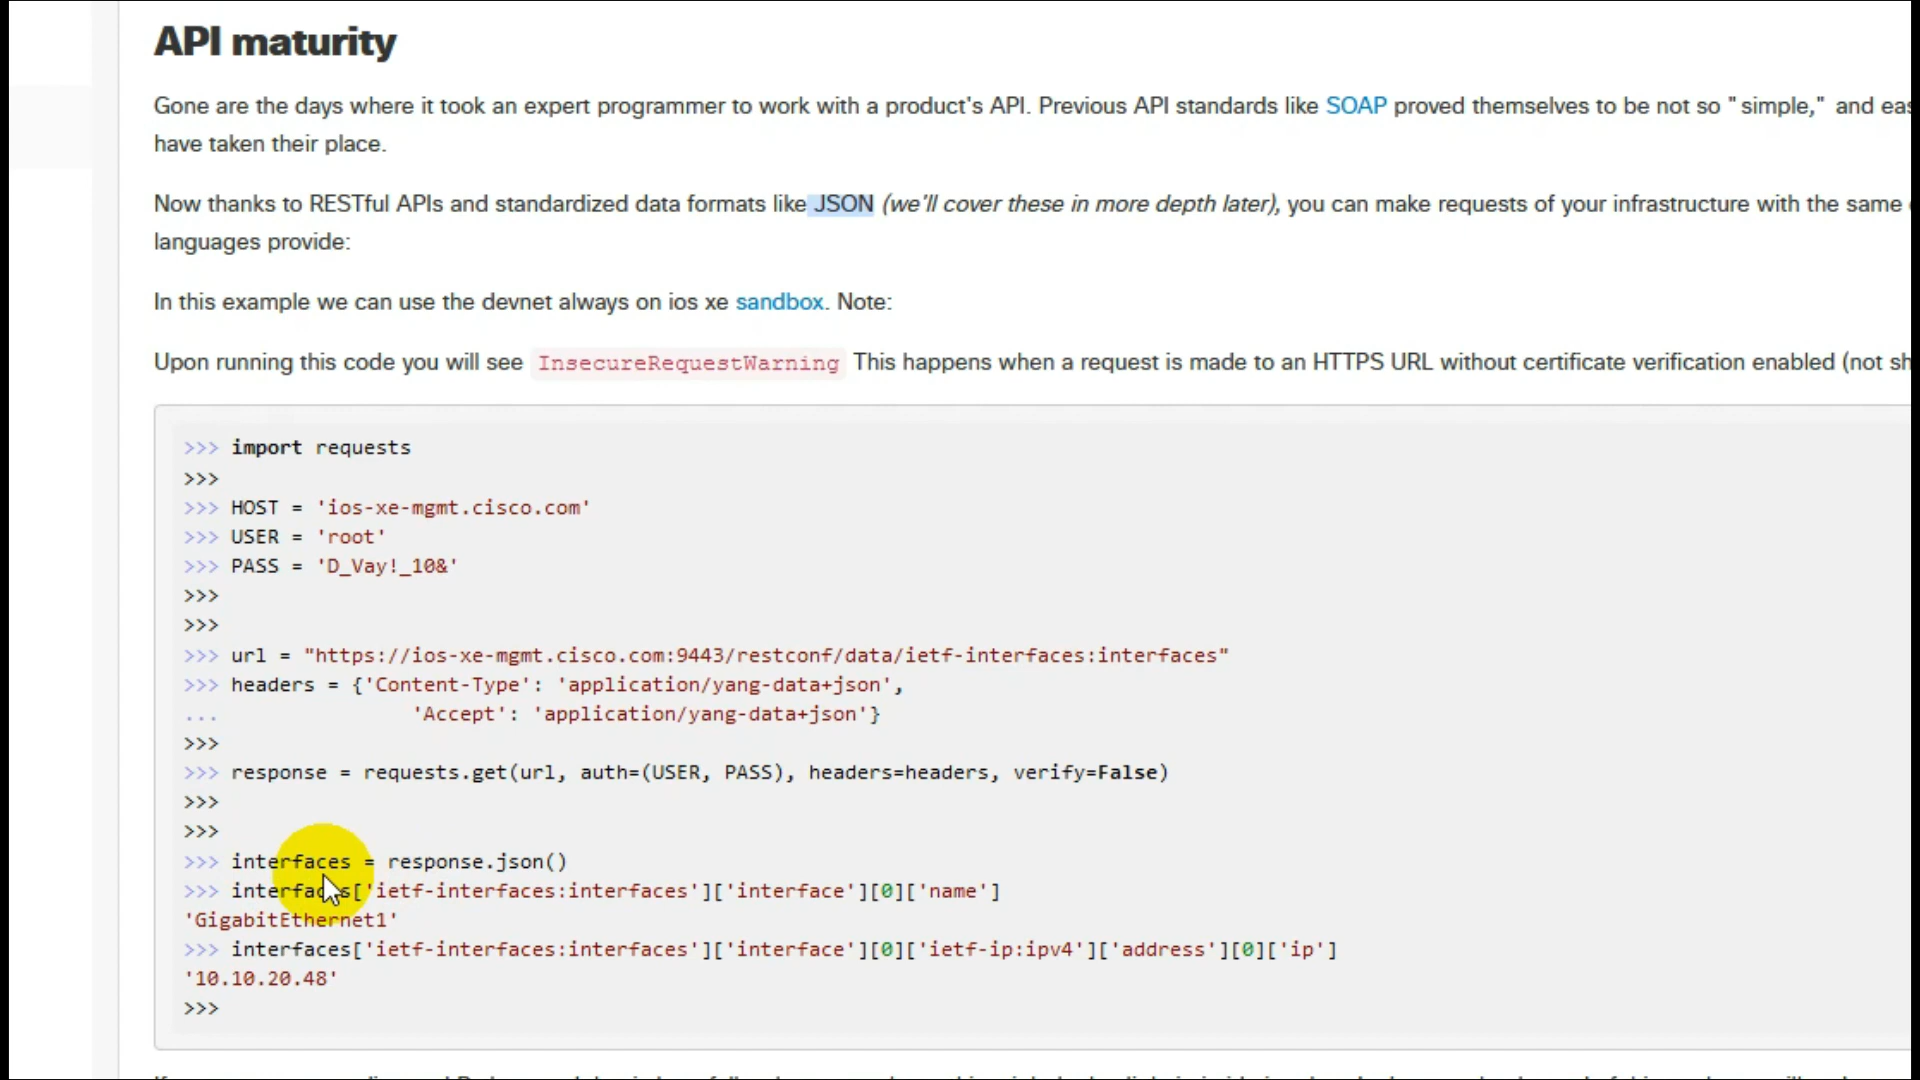 API maturity
Gone are the days where it took an expert programmer to work with a product's API. Previous API standards like SOAP proved themselves to be not so "simple," and
have taken their place.
Now thanks to RESTful APIs and standardized data formats like JSON (we'll cover these in more depth later), you can make requests of your infrastructure with the same
languages provide:
In this example we can use the devnet always on ios xe sandbox. Note:
Upon running this code you will see InsecureRequestWarning This happens when a request is made to an HTTPS URL without certificate verification enabled (not
>>> import requests
>>>
>>> HOST = 'ios-xe-mgmt.cisco.com'
>>> USER = 'root'
>>> PASS = 'D_Vay!_10&'
>>>
>>>
>>> url = "https://ios-xe-mgmt.cisco.com:9443/restconf/data/ietf-interfaces:interfaces"
>>> headers = {'Content-Type': 'application/yang-data+json',
... 'Accept': 'application/yang-data+json'}
>>>
>>> response = requests.get(url, auth=(USER, PASS), headers=headers, verify=False)
>>>
>>>
>>> interfaces = response.json()
>>> interfaces['ietf-interfaces:interfaces']['interface'][0]['name']
'GigabitEthernet1'
>>> interfaces['ietf-interfaces:interfaces']['interface'][0]['ietf-ip:ipv4']['address'][0]['ip']
'10.10.20.48'
>>>